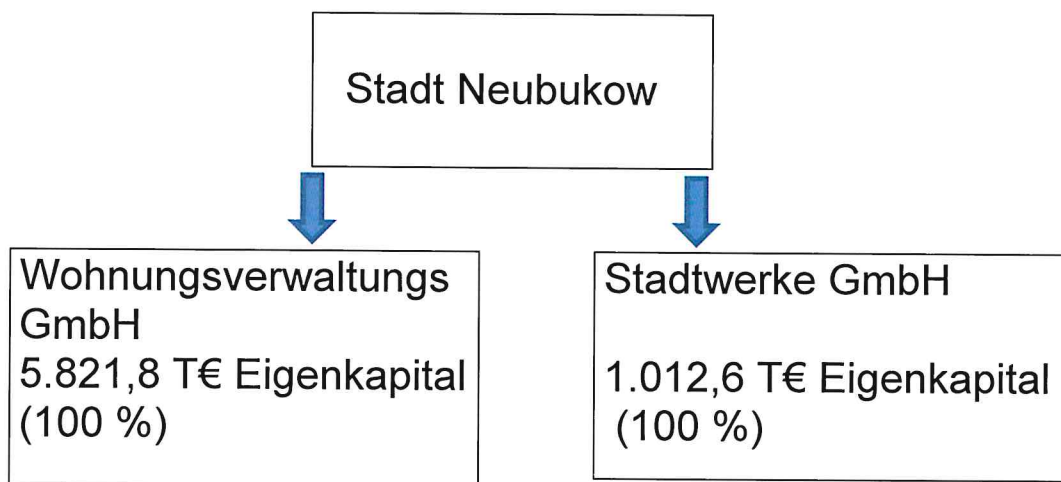 Stadt Neubukow
Wohnungsverwaltungs
GmbH
5.821,8 T€ Eigenkapital
(100 %)
Stadtwerke GmbH
1.012,6 T€ Eigenkapital
(100 %)